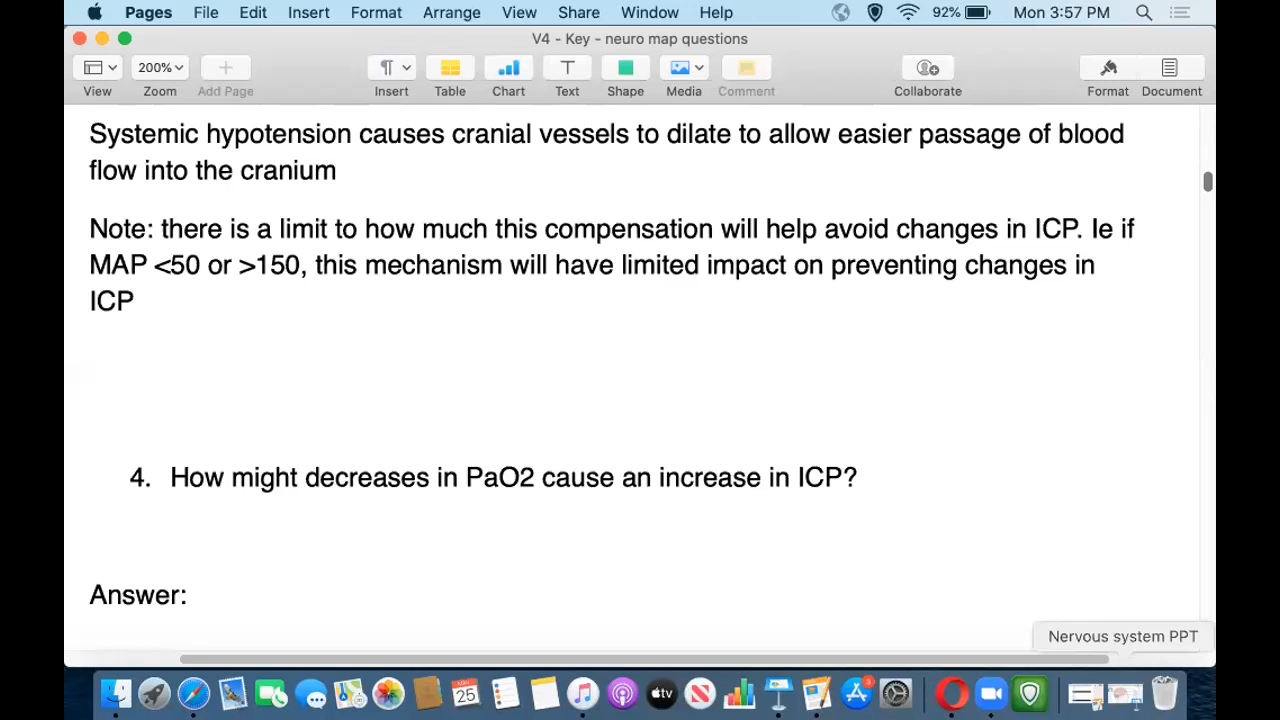 Pages File Edit Insert Format Arrange View Share Window Help 92% Mon 3:57 PM
V4 - Key - neuro map questions
200%
View Zoom Add Page Insert Table Chart Text Shape Media Comment Collaborate Format Document
Systemic hypotension causes cranial vessels to dilate to allow easier passage of blood
flow into the cranium
Note: there is a limit to how much this compensation will help avoid changes in ICP. Ie if
MAP <50 or >150, this mechanism will have limited impact on preventing changes in
ICP
4. How might decreases in PaO2 cause an increase in ICP?
Answer:
Nervous system PPT
25
tv
3